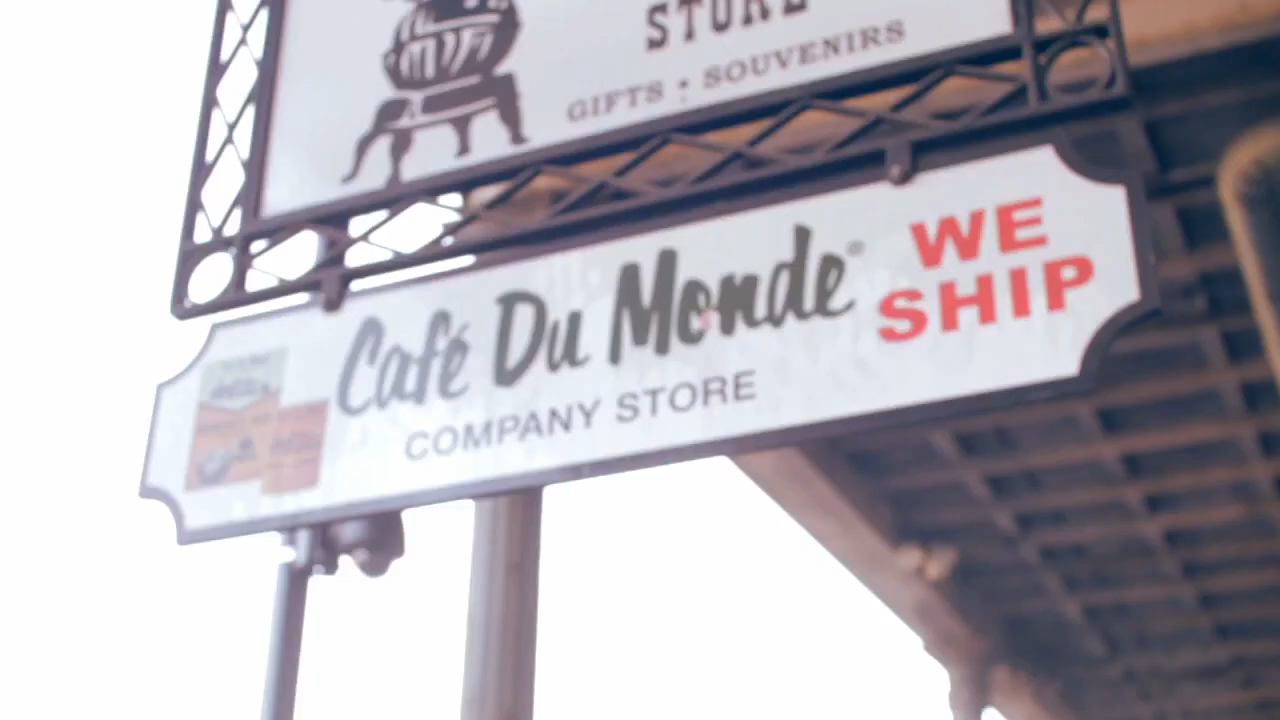 STORE
GIFTS : SOUVENIRS
Café Du Monde®
COMPANY STORE
WE
SHIP